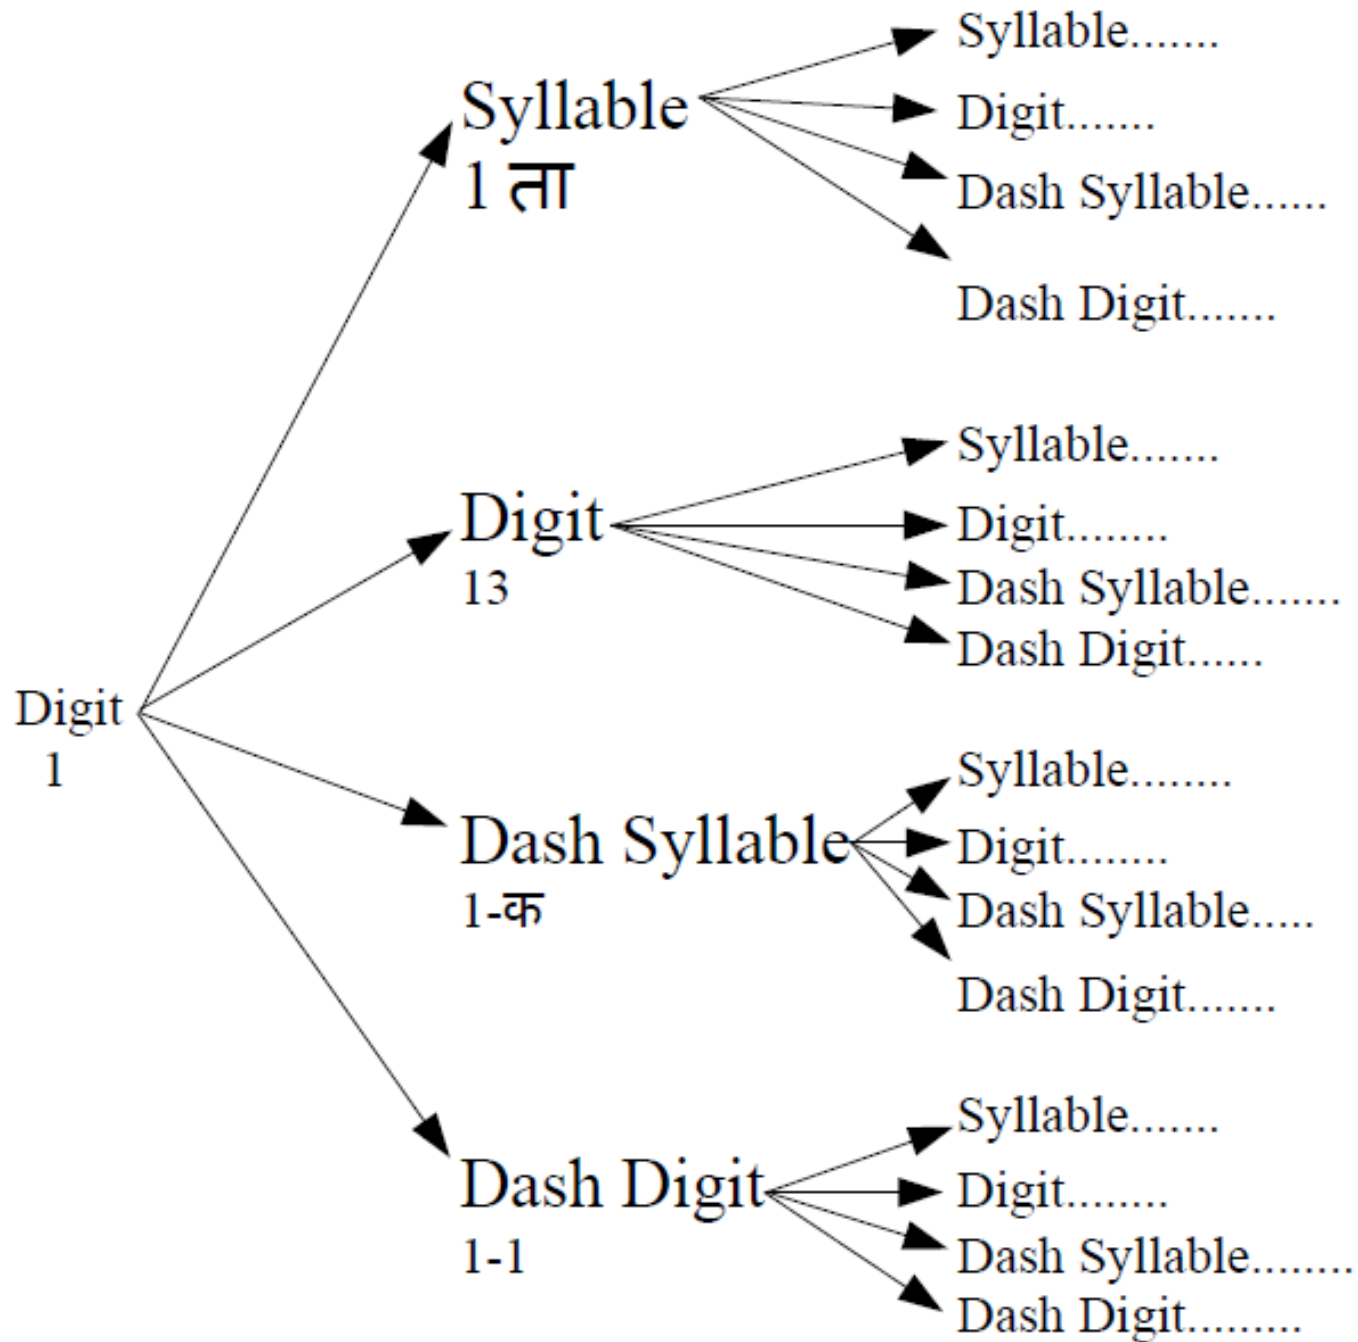 Syllable.......
Syllable
Digit.......
1 ता
Dash Syllable......
Dash Digit.......
Syllable.......
Digit
Digit........
13
Dash Syllable.......
Dash Digit......
Digit
1
Syllable........
Dash Syllable
Digit........
1-क
Dash Syllable.....
Dash Digit.......
Syllable.......
Dash Digit
Digit........
1-1
Dash Syllable........
Dash Digit.........